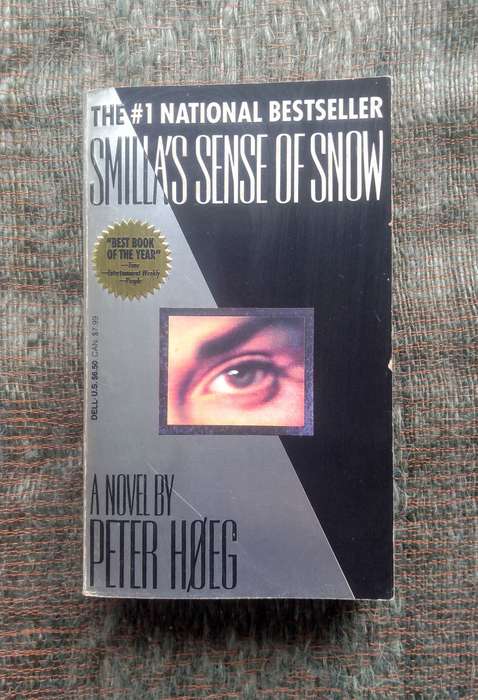 THE #1 NATIONAL BESTSELLER
SMILLA'S SENSE OF SNOW
"BEST BOOK
OF THE YEAR"
—Time
—Entertainment Weekly
—People
DELL·U.S. $6.50 CAN. $7.99
A NOVEL BY
PETER HØEG